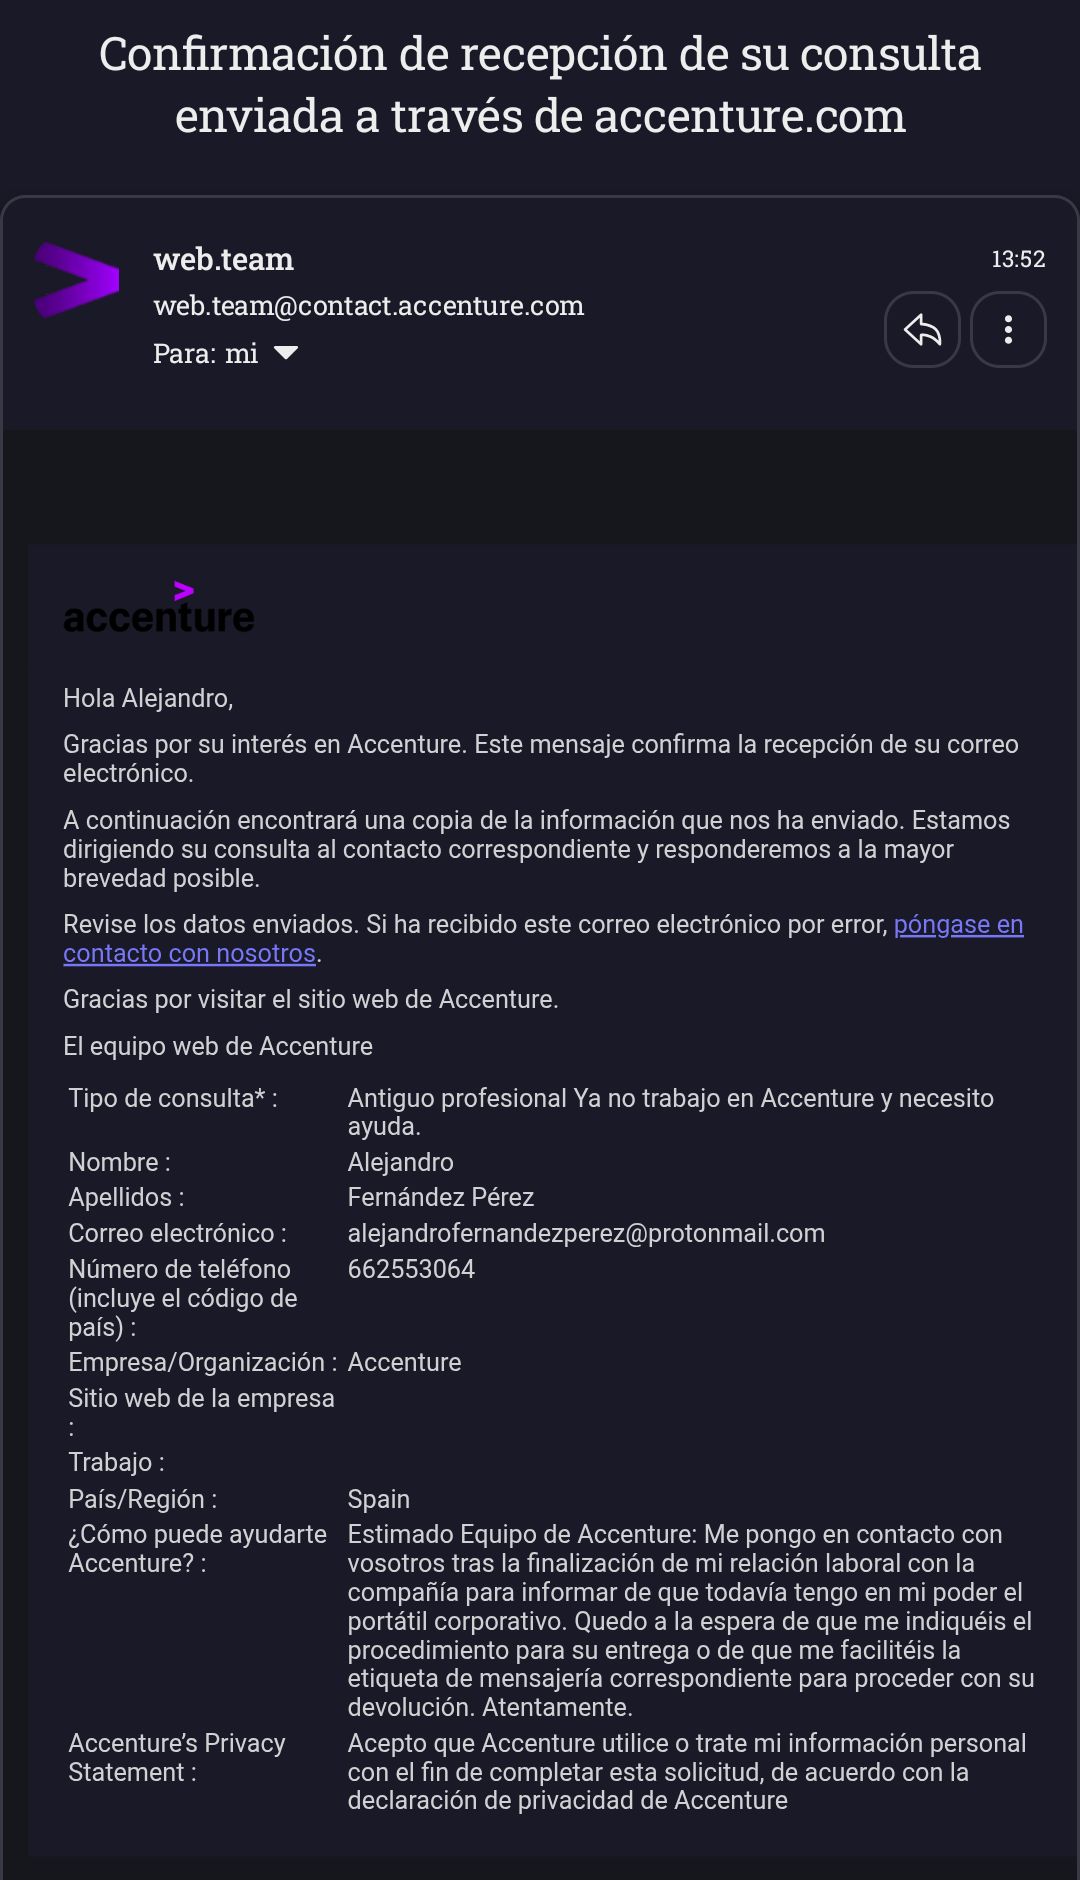 Confirmación de recepción de su consulta
enviada a través de accenture.com
web.team
13:52
web.team@contact.accenture.com
Para: mi
accenture
Hola Alejandro,
Gracias por su interés en Accenture. Este mensaje confirma la recepción de su correo
electrónico.
A continuación encontrará una copia de la información que nos ha enviado. Estamos
dirigiendo su consulta al contacto correspondiente y responderemos a la mayor
brevedad posible.
Revise los datos enviados. Si ha recibido este correo electrónico por error, póngase en
contacto con nosotros.
Gracias por visitar el sitio web de Accenture.
El equipo web de Accenture
Tipo de consulta* : Antiguo profesional Ya no trabajo en Accenture y necesito
ayuda.
Nombre : Alejandro
Apellidos : Fernández Pérez
Correo electrónico : alejandrofernandezperez@protonmail.com
Número de teléfono 662553064
(incluye el código de
país) :
Empresa/Organización : Accenture
Sitio web de la empresa
:
Trabajo :
País/Región : Spain
¿Cómo puede ayudarte Estimado Equipo de Accenture: Me pongo en contacto con
Accenture? : vosotros tras la finalización de mi relación laboral con la
compañía para informar de que todavía tengo en mi poder el
portátil corporativo. Quedo a la espera de que me indiquéis el
procedimiento para su entrega o de que me facilitéis la
etiqueta de mensajería correspondiente para proceder con su
devolución. Atentamente.
Accenture’s Privacy Acepto que Accenture utilice o trate mi información personal
Statement : con el fin de completar esta solicitud, de acuerdo con la
declaración de privacidad de Accenture